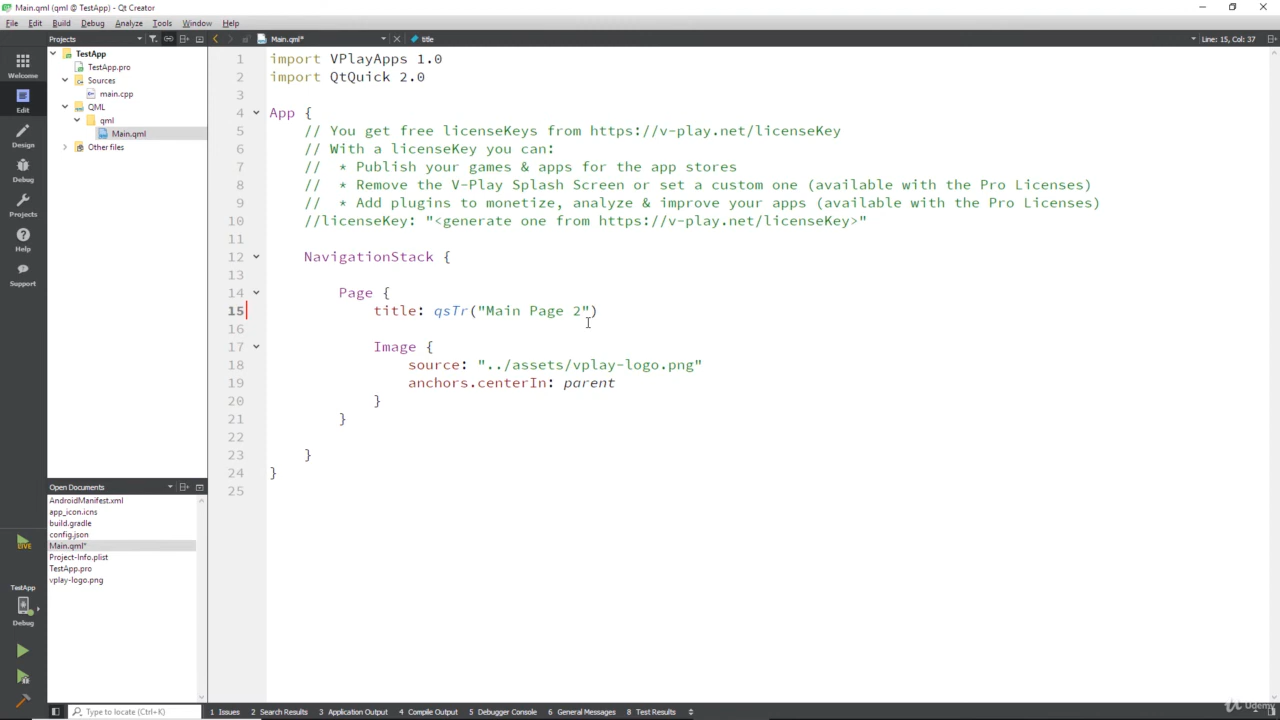 Main.qml (qml @ TestApp) - Qt Creator
File Edit Build Debug Analyze Tools Window Help
Projects
Main.qml*
title
Line: 15, Col: 37
TestApp
TestApp.pro
Sources
main.cpp
QML
qml
Main.qml
Other files
Welcome
Edit
Design
Debug
Projects
Help
Support
1 import VPlayApps 1.0
2 import QtQuick 2.0
3
4 App {
5 // You get free licenseKeys from https://v-play.net/licenseKey
6 // With a licenseKey you can:
7 // * Publish your games & apps for the app stores
8 // * Remove the V-Play Splash Screen or set a custom one (available with the Pro Licenses)
9 // * Add plugins to monetize, analyze & improve your apps (available with the Pro Licenses)
10 //licenseKey: "<generate one from https://v-play.net/licenseKey>"
11
12 NavigationStack {
13
14 Page {
15 title: qsTr("Main Page 2")
16
17 Image {
18 source: "../assets/vplay-logo.png"
19 anchors.centerIn: parent
20 }
21 }
22
23 }
24 }
25
Open Documents
AndroidManifest.xml
app_icon.icns
build.gradle
config.json
Main.qml*
Project-Info.plist
TestApp.pro
vplay-logo.png
LIVE
TestApp
Debug
Type to locate (Ctrl+K)
1 Issues
2 Search Results
3 Application Output
4 Compile Output
5 Debugger Console
6 General Messages
8 Test Results
Udemy